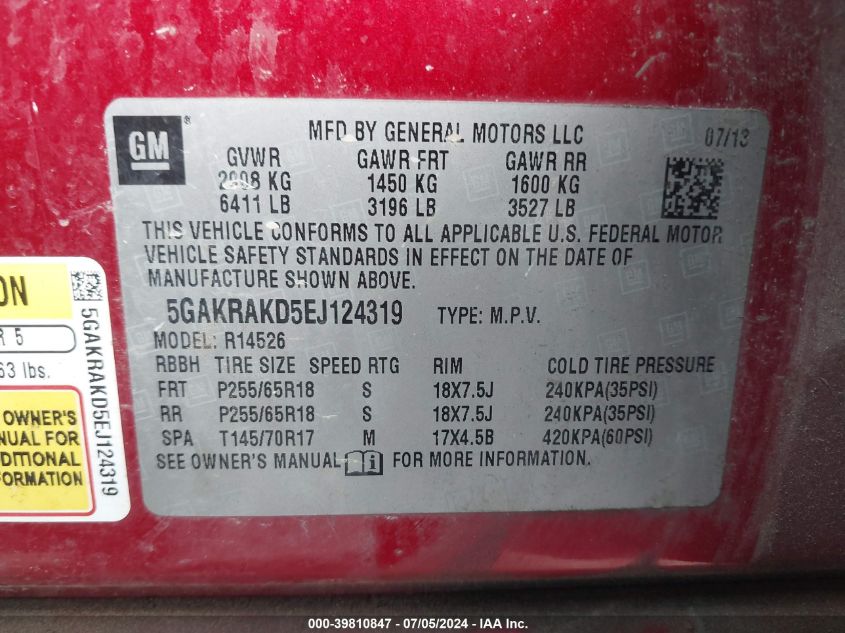 GM ®
MFD BY GENERAL MOTORS LLC 07/13
GVWR GAWR FRT GAWR RR
2908 KG 1450 KG 1600 KG
6411 LB 3196 LB 3527 LB
THIS VEHICLE CONFORMS TO ALL APPLICABLE U.S. FEDERAL MOTOR
VEHICLE SAFETY STANDARDS IN EFFECT ON THE DATE OF
MANUFACTURE SHOWN ABOVE.
5GAKRAKD5EJ124319 TYPE: M.P.V.
MODEL: R14526
RBBH TIRE SIZE SPEED RTG RIM COLD TIRE PRESSURE
FRT P255/65R18 S 18X7.5J 240KPA(35PSI)
RR P255/65R18 S 18X7.5J 240KPA(35PSI)
SPA T145/70R17 M 17X4.5B 420KPA(60PSI)
SEE OWNER'S MANUAL FOR MORE INFORMATION.
ON
R 5
63 lbs.
OWNER'S
NUAL FOR
DITIONAL
FORMATION
5GAKRAKD5EJ124319
000-39810847 / 07/05/2024 - IAA Inc.